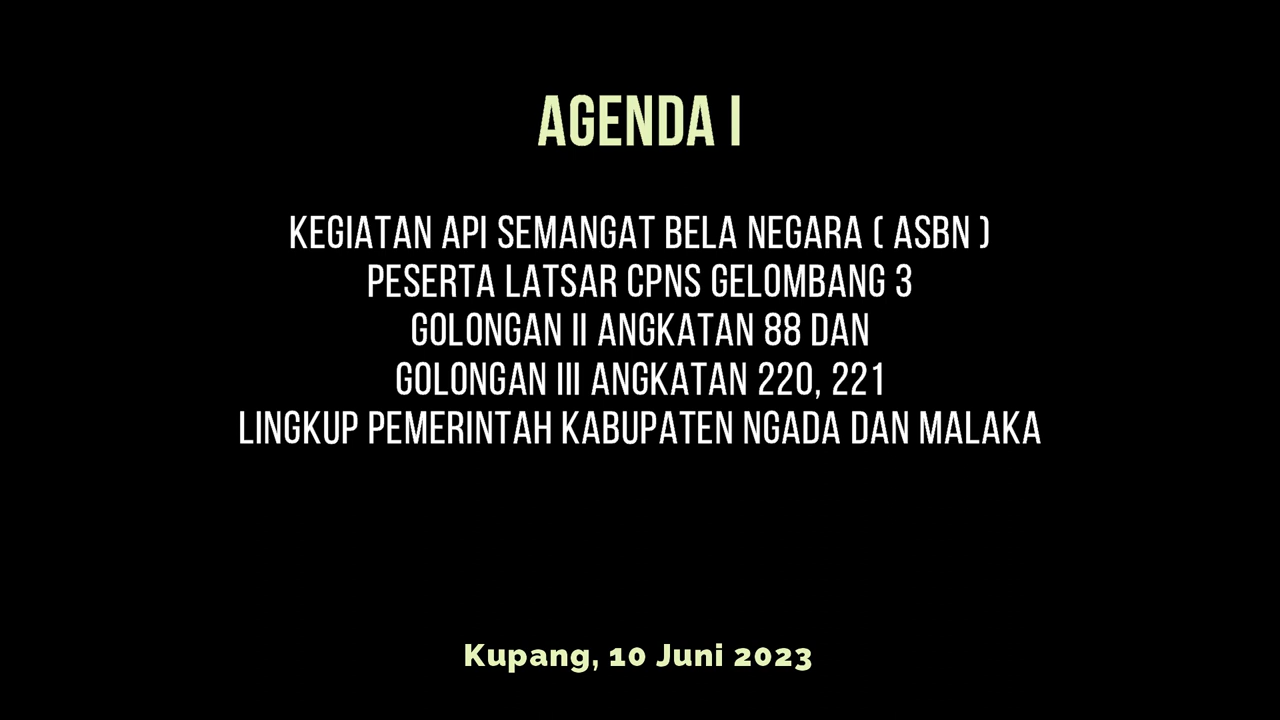 AGENDA I
KEGIATAN API SEMANGAT BELA NEGARA ( ASBN )
PESERTA LATSAR CPNS GELOMBANG 3
GOLONGAN II ANGKATAN 88 DAN
GOLONGAN III ANGKATAN 220, 221
LINGKUP PEMERINTAH KABUPATEN NGADA DAN MALAKA
Kupang, 10 Juni 2023